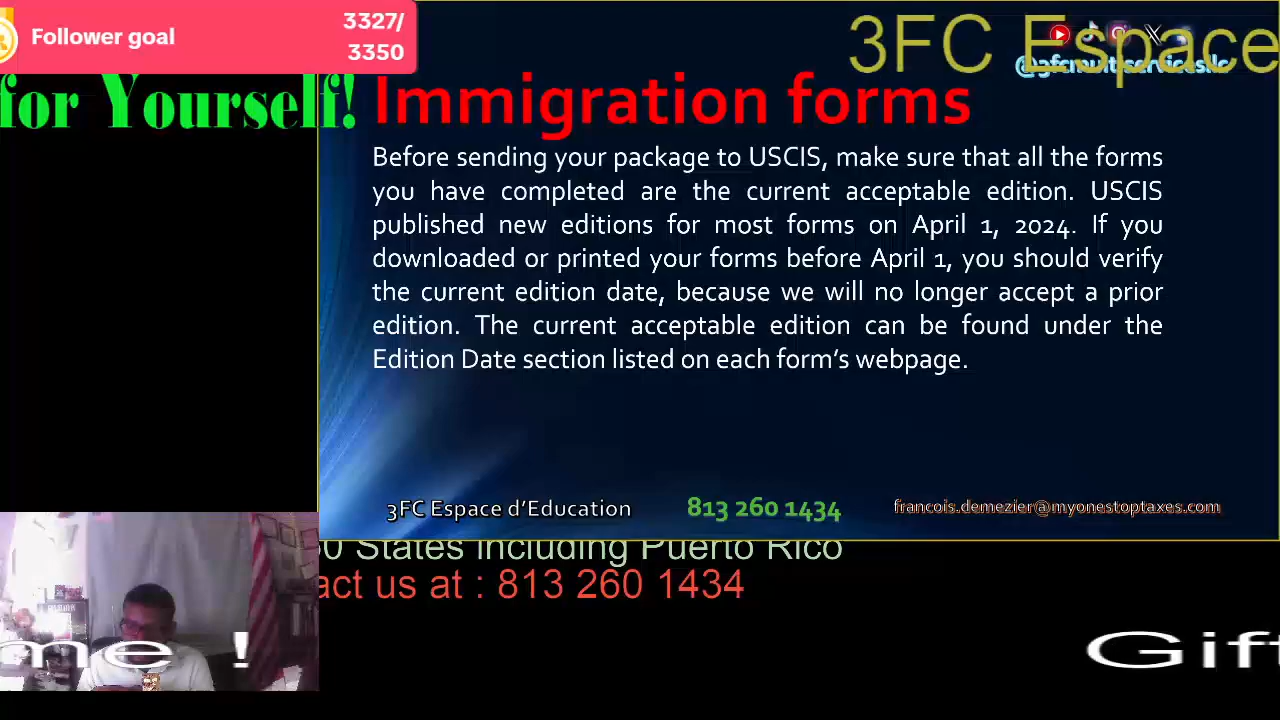 Follower goal
3327/
3350
3FC Espace
@3fcmultiservicesllc
for Yourself!
Immigration forms
Before sending your package to USCIS, make sure that all the forms
you have completed are the current acceptable edition. USCIS
published new editions for most forms on April 1, 2024. If you
downloaded or printed your forms before April 1, you should verify
the current edition date, because we will no longer accept a prior
edition. The current acceptable edition can be found under the
Edition Date section listed on each form's webpage.
3FC Espace d'Education
813 260 1434
francois.demezier@myonestoptaxes.com
50 States including Puerto Rico
act us at : 813 260 1434
me !
Gift